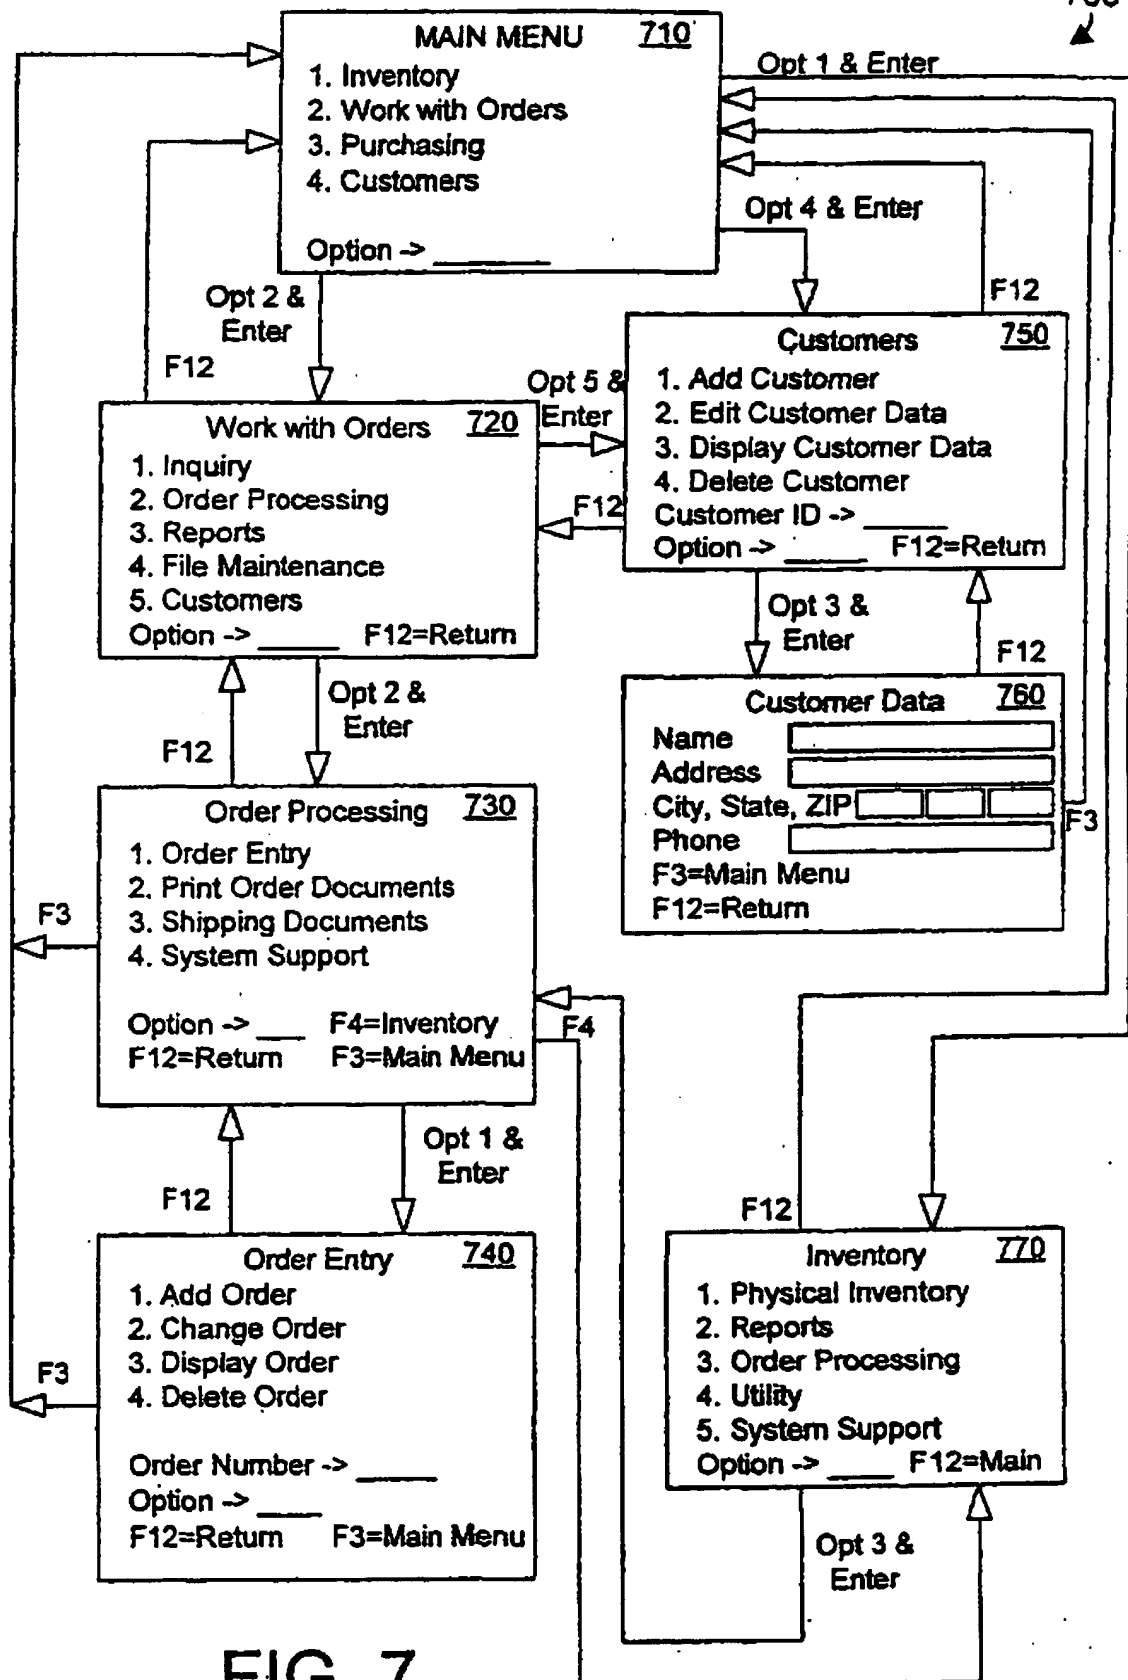 MAIN MENU 710
1. Inventory
2. Work with Orders
3. Purchasing
4. Customers
Option -> ______
Opt 1 & Enter
Opt 4 & Enter
Opt 2 &
Enter
F12
F12
Opt 5 &
Enter
F12
Customers 750
1. Add Customer
2. Edit Customer Data
3. Display Customer Data
4. Delete Customer
Customer ID -> _____
Option -> _____ F12=Return
Work with Orders 720
1. Inquiry
2. Order Processing
3. Reports
4. File Maintenance
5. Customers
Option -> _____ F12=Return
Opt 3 &
Enter
F12
Opt 2 &
Enter
F12
Customer Data 760
Name
Address
City, State, ZIP
Phone
F3=Main Menu
F12=Return
F3
Order Processing 730
1. Order Entry
2. Print Order Documents
3. Shipping Documents
4. System Support
Option -> ___ F4=Inventory
F12=Return F3=Main Menu
F3
F4
Opt 1 &
Enter
F12
F12
Order Entry 740
1. Add Order
2. Change Order
3. Display Order
4. Delete Order
Order Number -> _____
Option -> ____
F12=Return F3=Main Menu
F3
Inventory 770
1. Physical Inventory
2. Reports
3. Order Processing
4. Utility
5. System Support
Option -> ____ F12=Main
Opt 3 &
Enter
FIG. 7